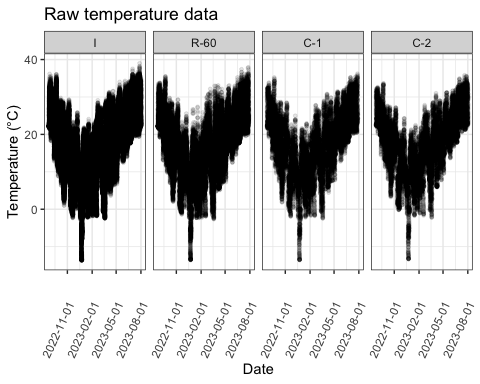 Raw temperature data
I R-60 C-1 C-2
Temperature (°C)
40
20
0
2022-11-01 2023-02-01 2023-05-01 2023-08-01 2022-11-01 2023-02-01 2023-05-01 2023-08-01 2022-11-01 2023-02-01 2023-05-01 2023-08-01 2022-11-01 2023-02-01 2023-05-01 2023-08-01
Date